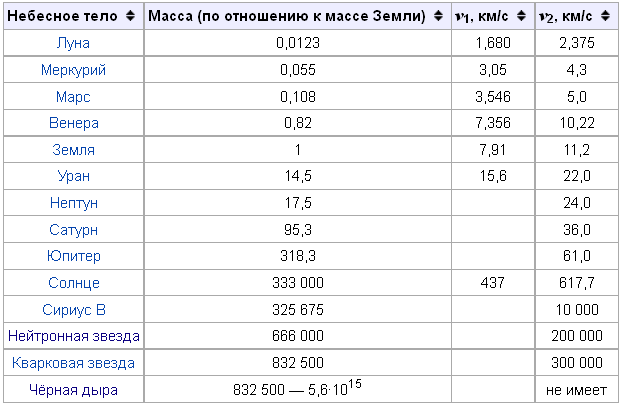 Небесное тело Масса (по отношению к массе Земли) v₁, км/с v₂, км/с
Луна 0,0123 1,680 2,375
Меркурий 0,055 3,05 4,3
Марс 0,108 3,546 5,0
Венера 0,82 7,356 10,22
Земля 1 7,91 11,2
Уран 14,5 15,6 22,0
Нептун 17,5 24,0
Сатурн 95,3 36,0
Юпитер 318,3 61,0
Солнце 333 000 437 617,7
Сириус В 325 675 10 000
Нейтронная звезда 666 000 200 000
Кварковая звезда 832 500 300 000
Чёрная дыра 832 500 — 5,6·10¹⁵ не имеет